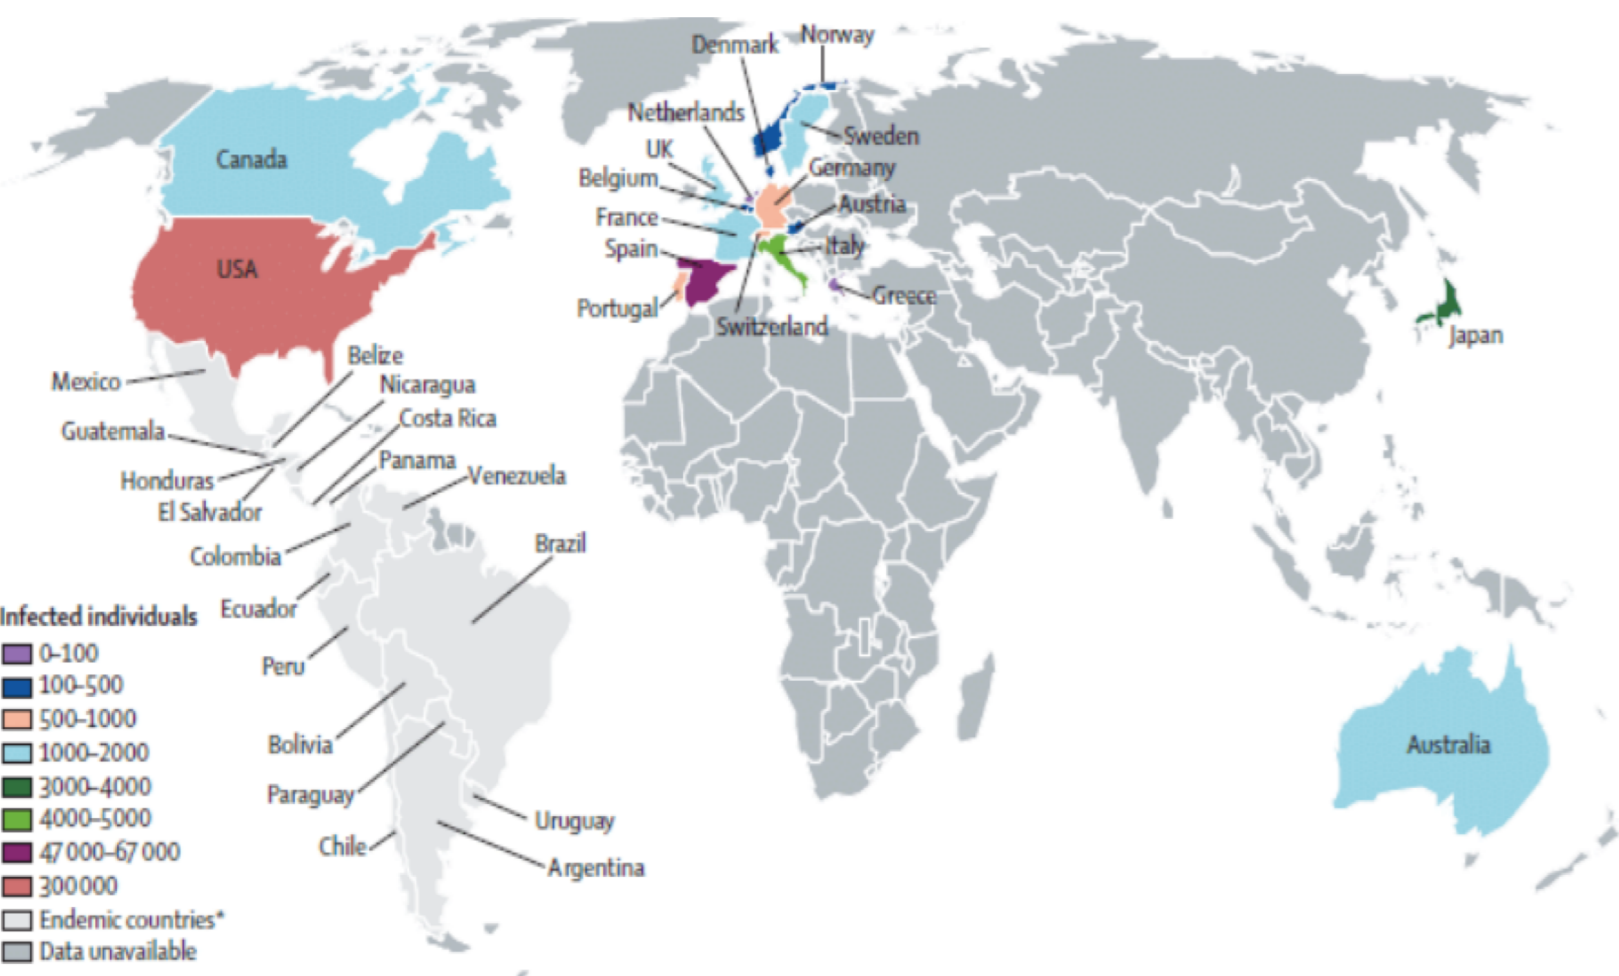 Norway
Denmark
Netherlands
Sweden
UK
Germany
Belgium
Canada
Austria
France
Italy
Spain
USA
Greece
Portugal
Switzerland
Japan
Belize
Mexico
Nicaragua
Costa Rica
Guatemala
Panama
Venezuela
Honduras
El Salvador
Brazil
Colombia
Ecuador
Peru
Bolivia
Australia
Paraguay
Uruguay
Chile
Argentina
Infected individuals
0–100
100–500
500–1000
1000–2000
3000–4000
4000–5000
47 000–67 000
300 000
Endemic countries*
Data unavailable